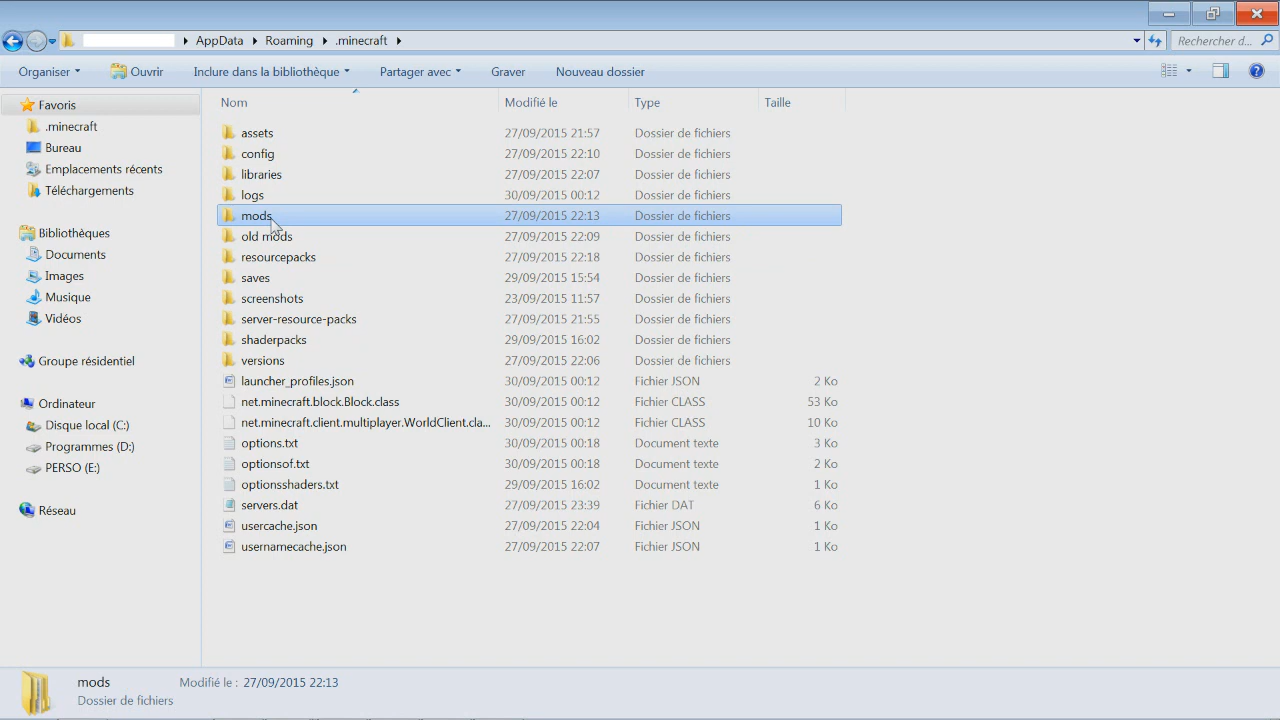 AppData Roaming .minecraft Rechercher d...
Organiser Ouvrir Inclure dans la bibliothèque Partager avec Graver Nouveau dossier
Favoris
.minecraft
Bureau
Emplacements récents
Téléchargements
Bibliothèques
Documents
Images
Musique
Vidéos
Groupe résidentiel
Ordinateur
Disque local (C:)
Programmes (D:)
PERSO (E:)
Réseau
Nom Modifié le Type Taille
assets 27/09/2015 21:57 Dossier de fichiers
config 27/09/2015 22:10 Dossier de fichiers
libraries 27/09/2015 22:07 Dossier de fichiers
logs 30/09/2015 00:12 Dossier de fichiers
mods 27/09/2015 22:13 Dossier de fichiers
old mods 27/09/2015 22:09 Dossier de fichiers
resourcepacks 27/09/2015 22:18 Dossier de fichiers
saves 29/09/2015 15:54 Dossier de fichiers
screenshots 23/09/2015 11:57 Dossier de fichiers
server-resource-packs 27/09/2015 21:55 Dossier de fichiers
shaderpacks 29/09/2015 16:02 Dossier de fichiers
versions 27/09/2015 22:06 Dossier de fichiers
launcher_profiles.json 30/09/2015 00:12 Fichier JSON 2 Ko
net.minecraft.block.Block.class 30/09/2015 00:12 Fichier CLASS 53 Ko
net.minecraft.client.multiplayer.WorldClient.cla... 30/09/2015 00:12 Fichier CLASS 10 Ko
options.txt 30/09/2015 00:18 Document texte 3 Ko
optionsof.txt 30/09/2015 00:18 Document texte 2 Ko
optionsshaders.txt 29/09/2015 16:02 Document texte 1 Ko
servers.dat 27/09/2015 23:39 Fichier DAT 6 Ko
usercache.json 27/09/2015 22:04 Fichier JSON 1 Ko
usernamecache.json 27/09/2015 22:07 Fichier JSON 1 Ko
mods Modifié le : 27/09/2015 22:13
Dossier de fichiers